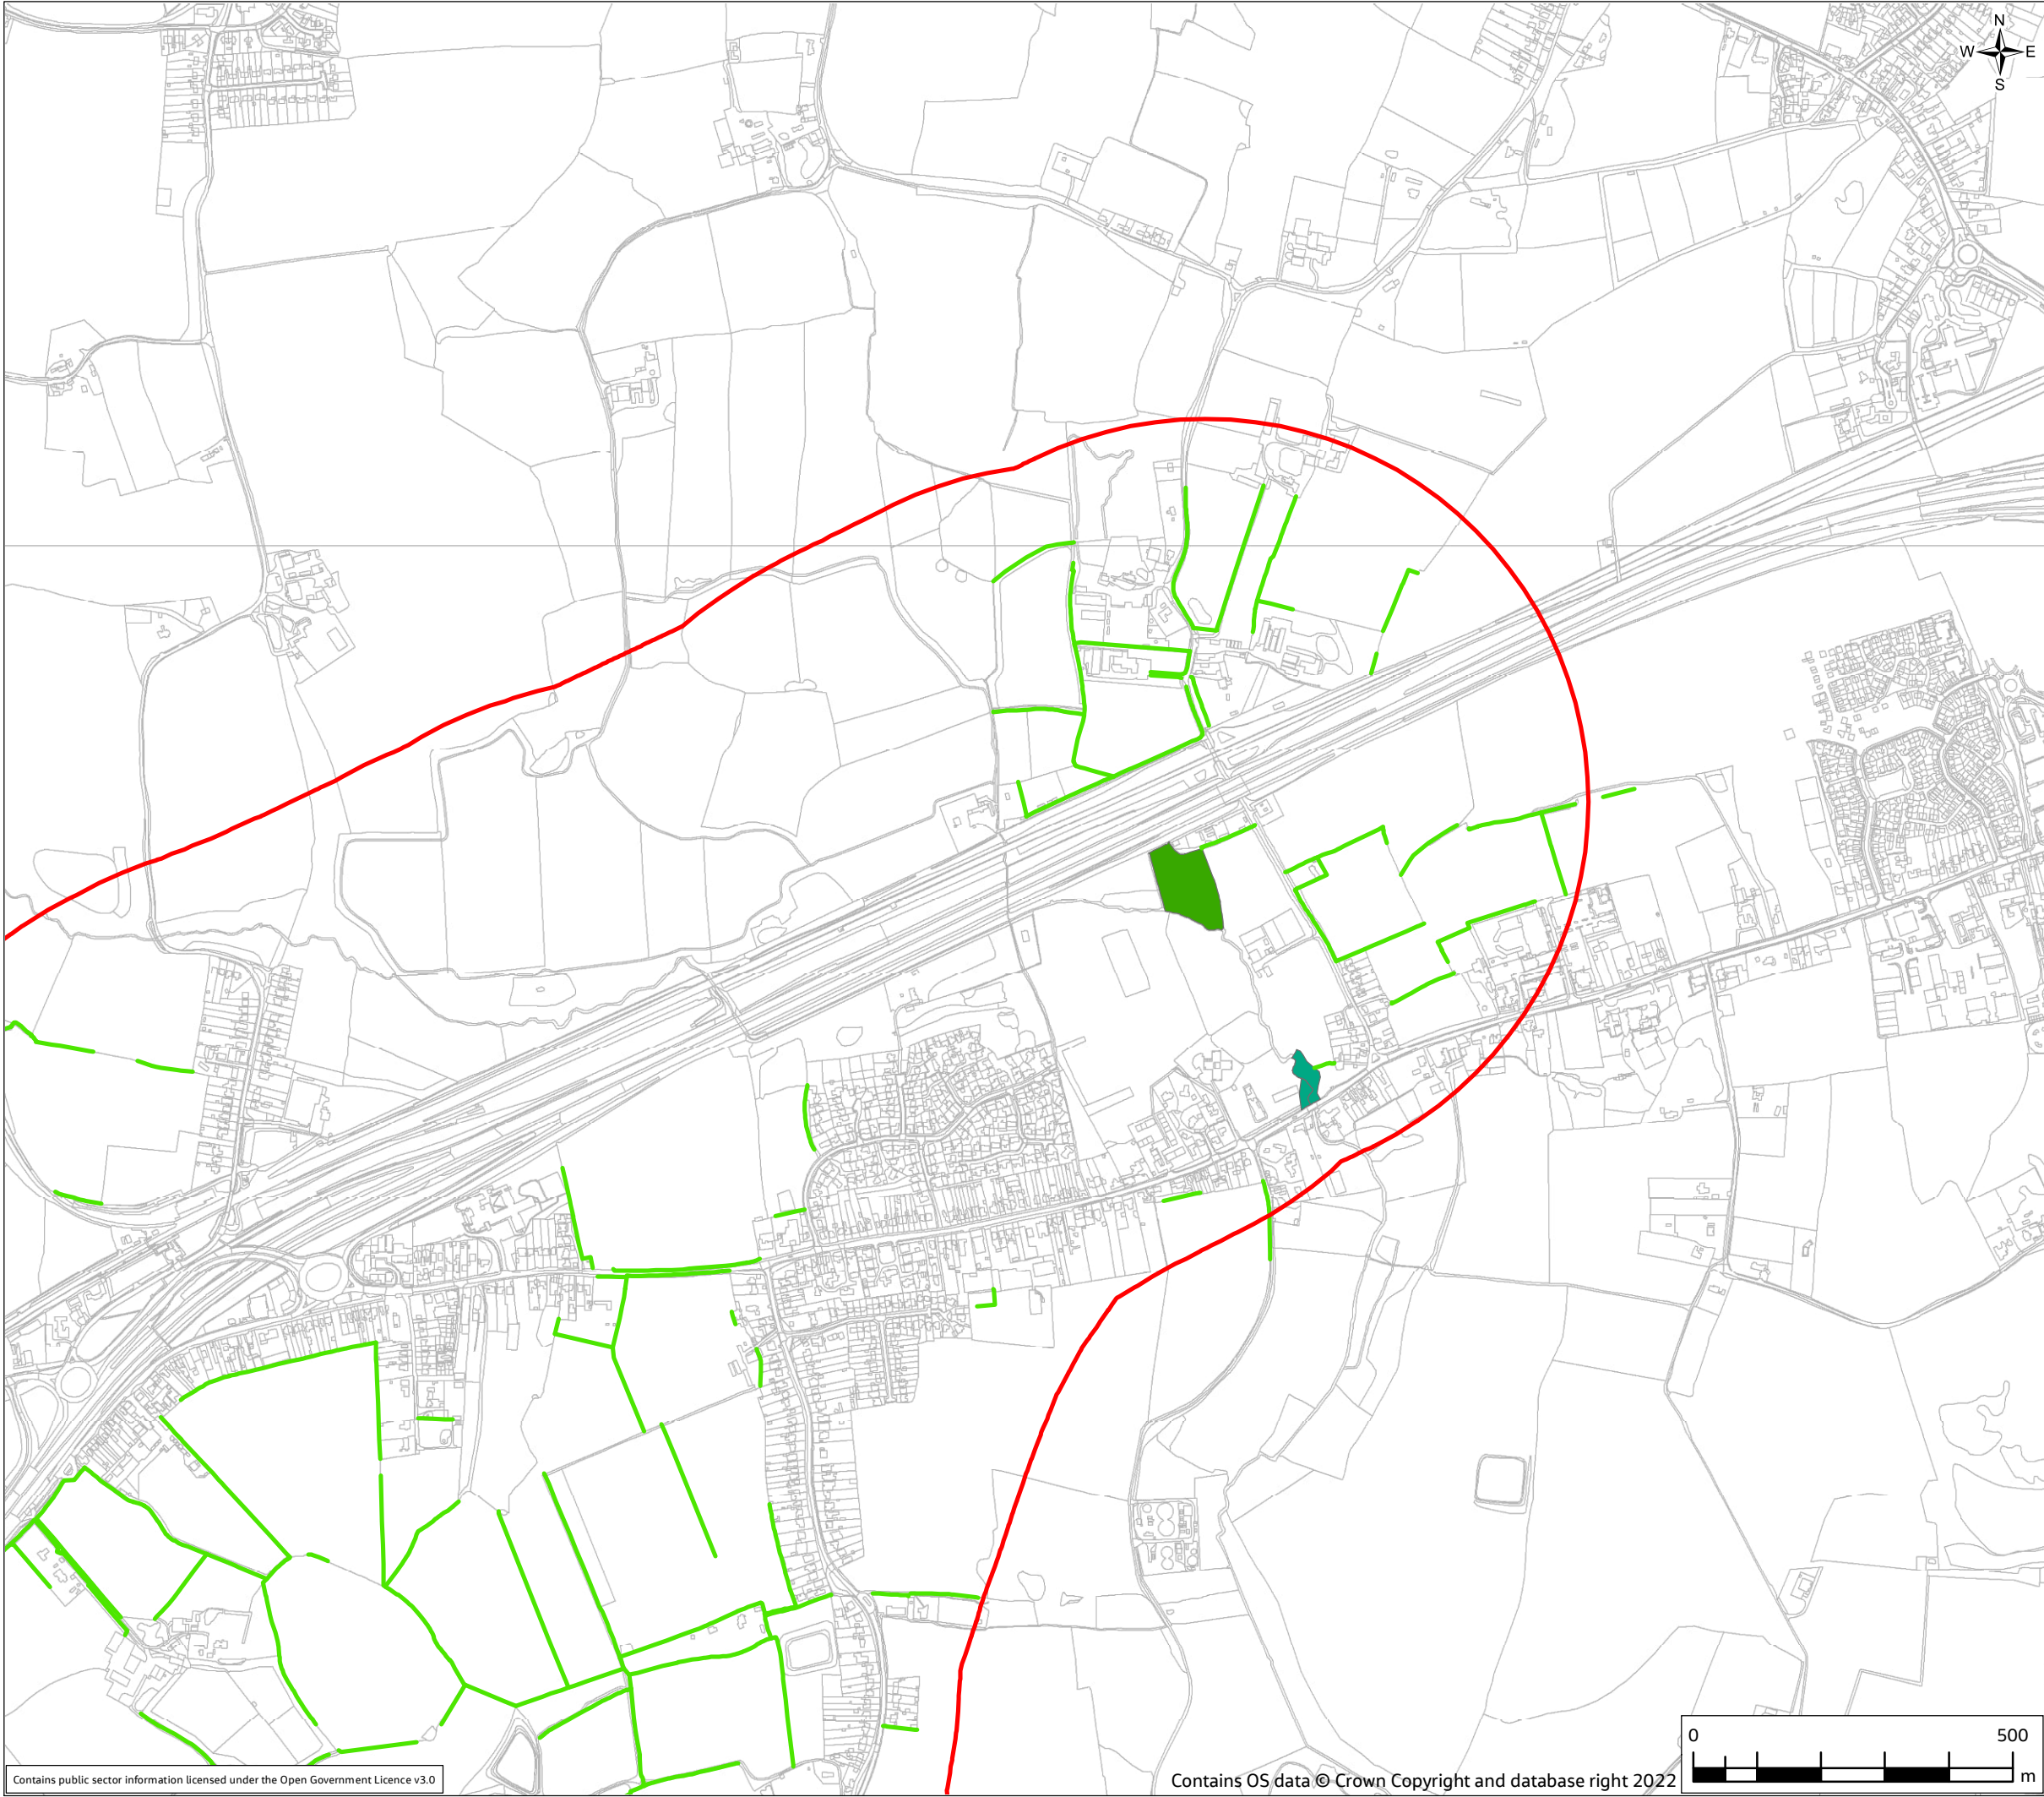 N
W E
S
0 500
m
Contains public sector information licensed under the Open Government Licence v3.0
Contains OS data © Crown Copyright and database right 2022